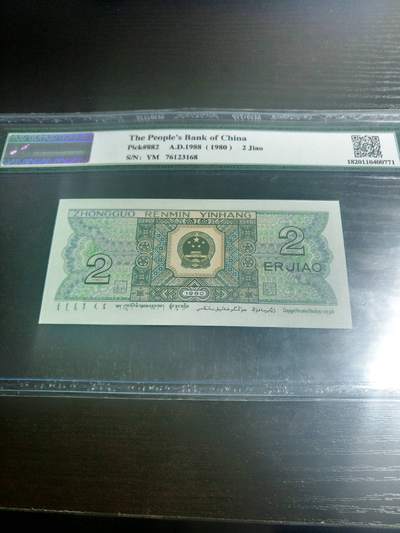 The People's Bank of China
Pick#882 A.D.1988 ( 1980 ) 2 Jiao
S/N: YM 76123168
1820110400771
ZHONGGUO RENMIN YINHANG
2
2
ERJIAO
1980